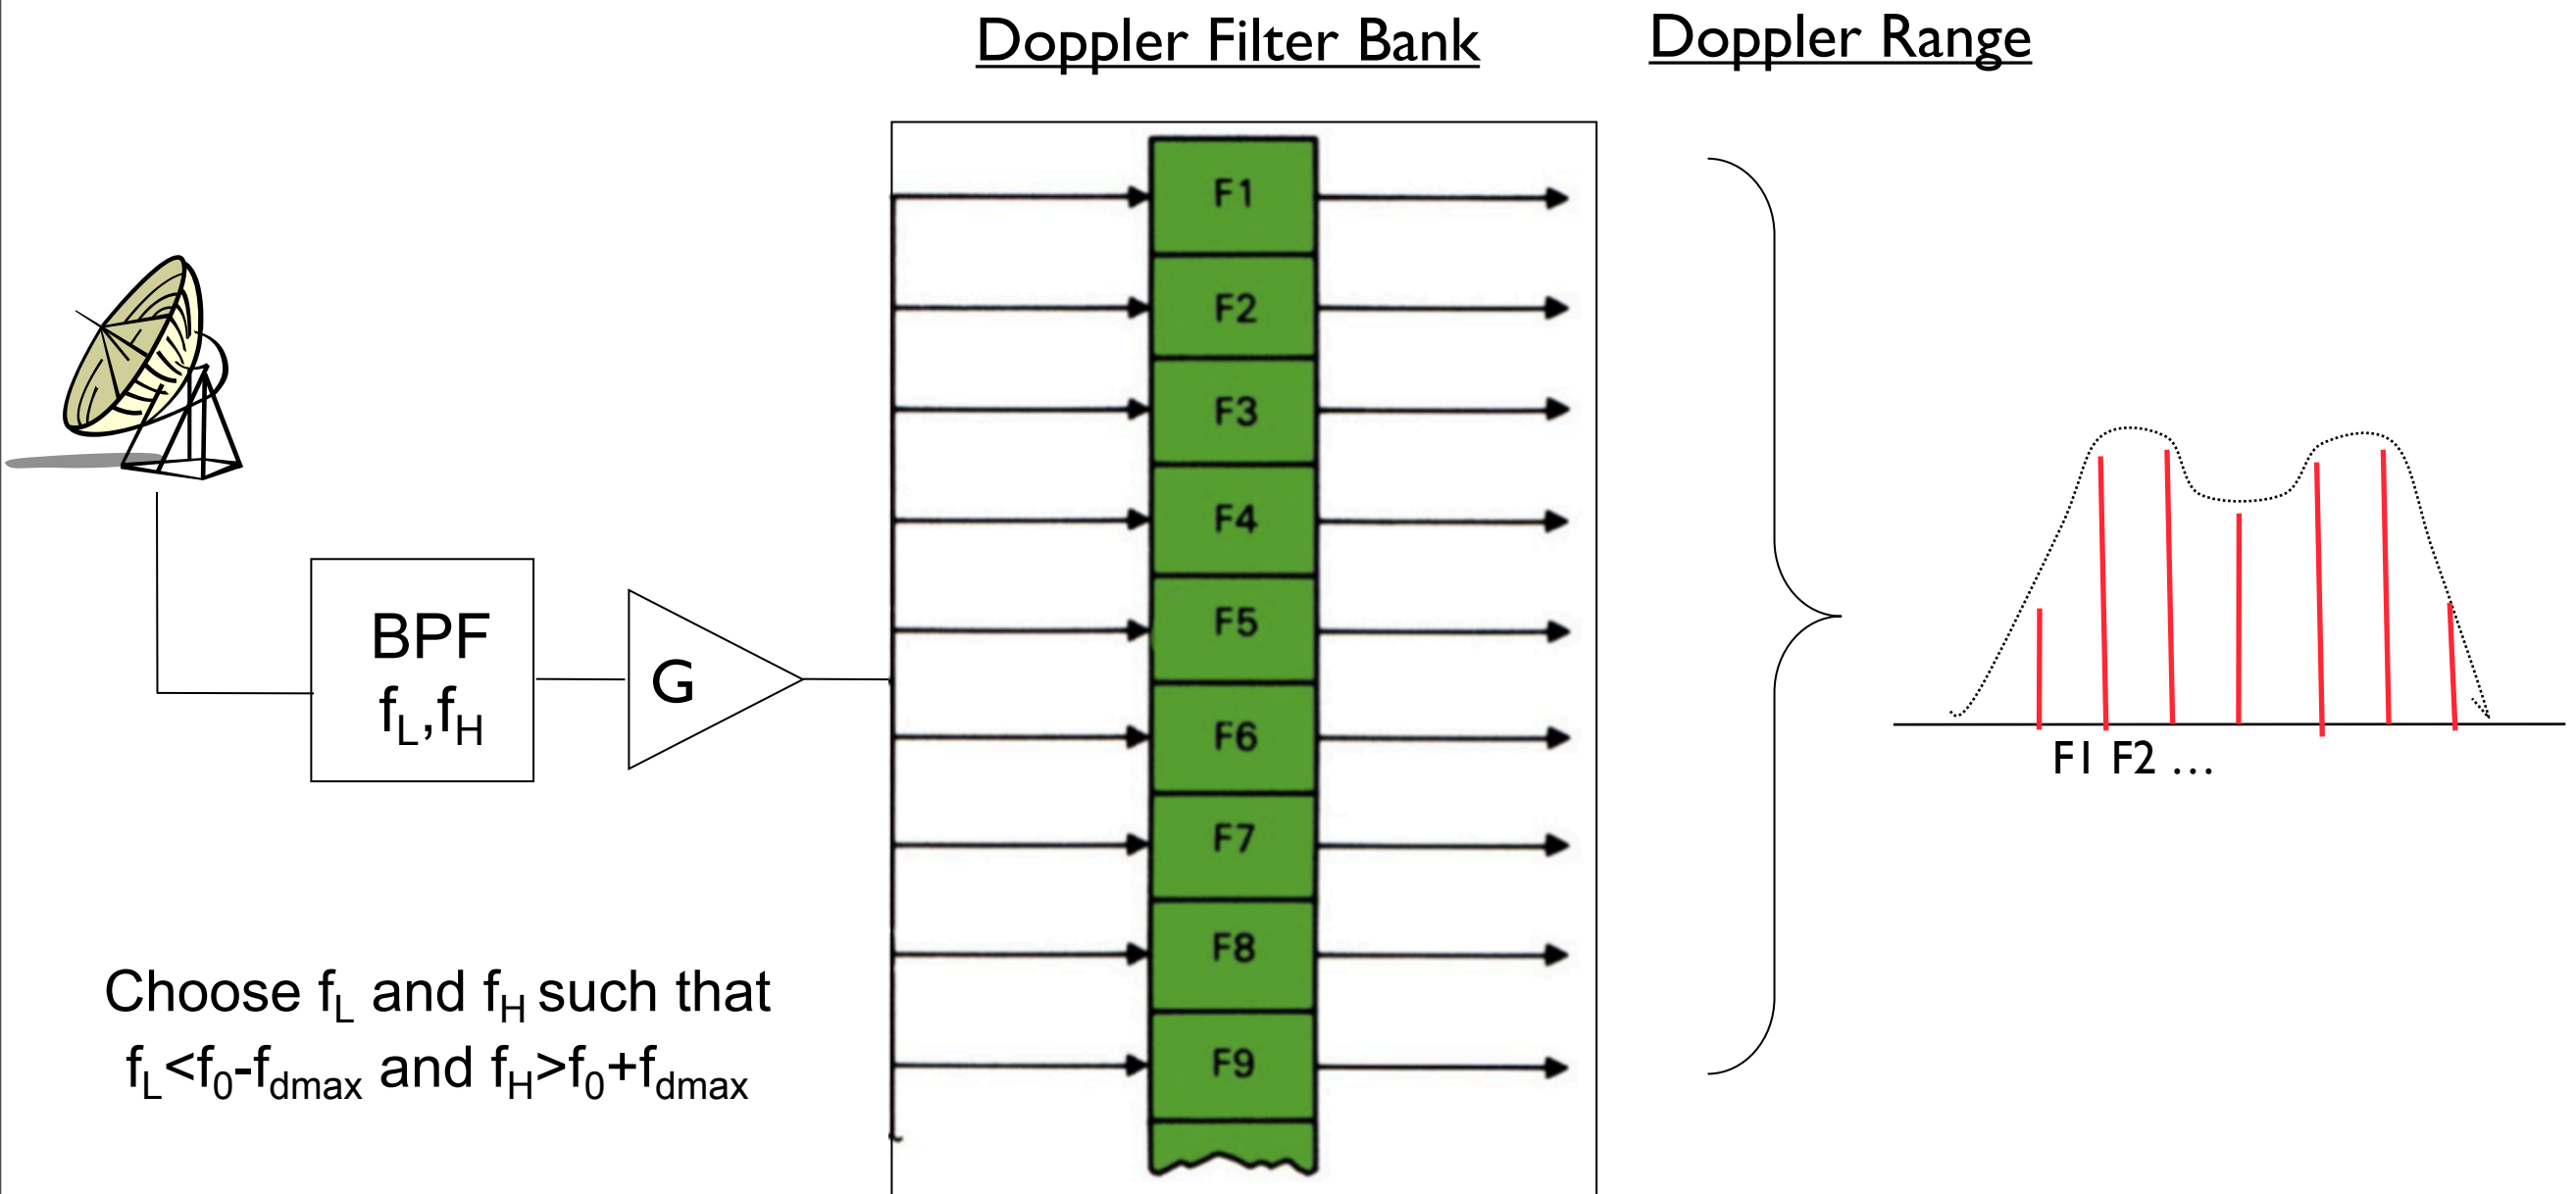 Doppler Filter Bank
Doppler Range
F1
F2
F3
F4
F5
F6
F7
F8
F9
BPF
fL,fH
G
F1 F2 ...
Choose fL and fH such that
fL<f0-fdmax and fH>f0+fdmax